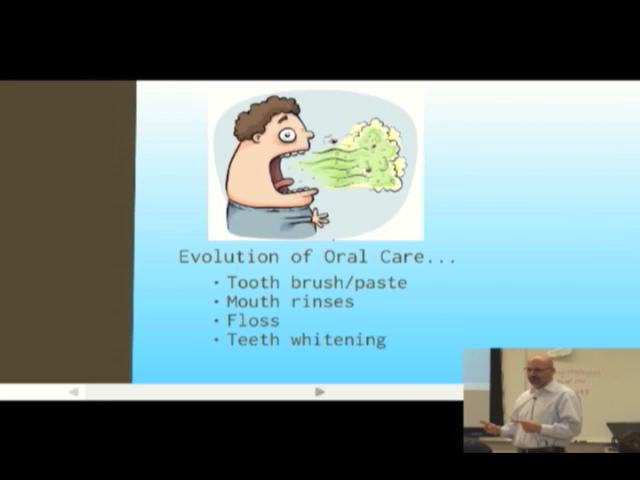 Evolution of Oral Care...
• Tooth brush/paste
• Mouth rinses
• Floss
• Teeth whitening